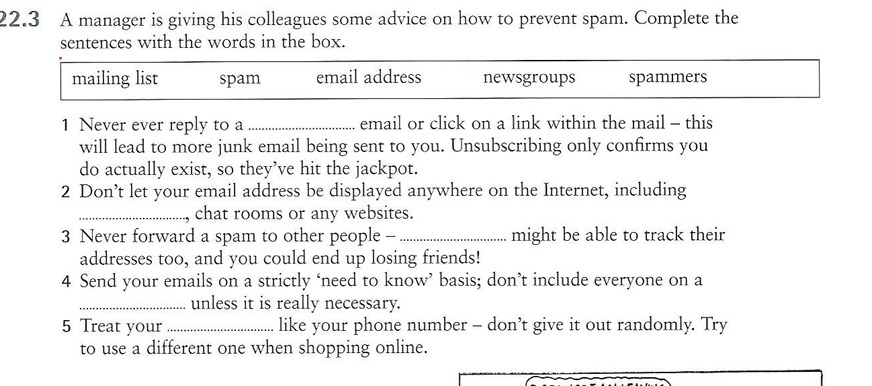 22.3 A manager is giving his colleagues some advice on how to prevent spam. Complete the
sentences with the words in the box.
mailing list spam email address newsgroups spammers
1 Never ever reply to a .............................. email or click on a link within the mail – this
will lead to more junk email being sent to you. Unsubscribing only confirms you
do actually exist, so they've hit the jackpot.
2 Don't let your email address be displayed anywhere on the Internet, including
.............................., chat rooms or any websites.
3 Never forward a spam to other people – .............................. might be able to track their
addresses too, and you could end up losing friends!
4 Send your emails on a strictly 'need to know' basis; don't include everyone on a
.............................. unless it is really necessary.
5 Treat your .............................. like your phone number – don't give it out randomly. Try
to use a different one when shopping online.